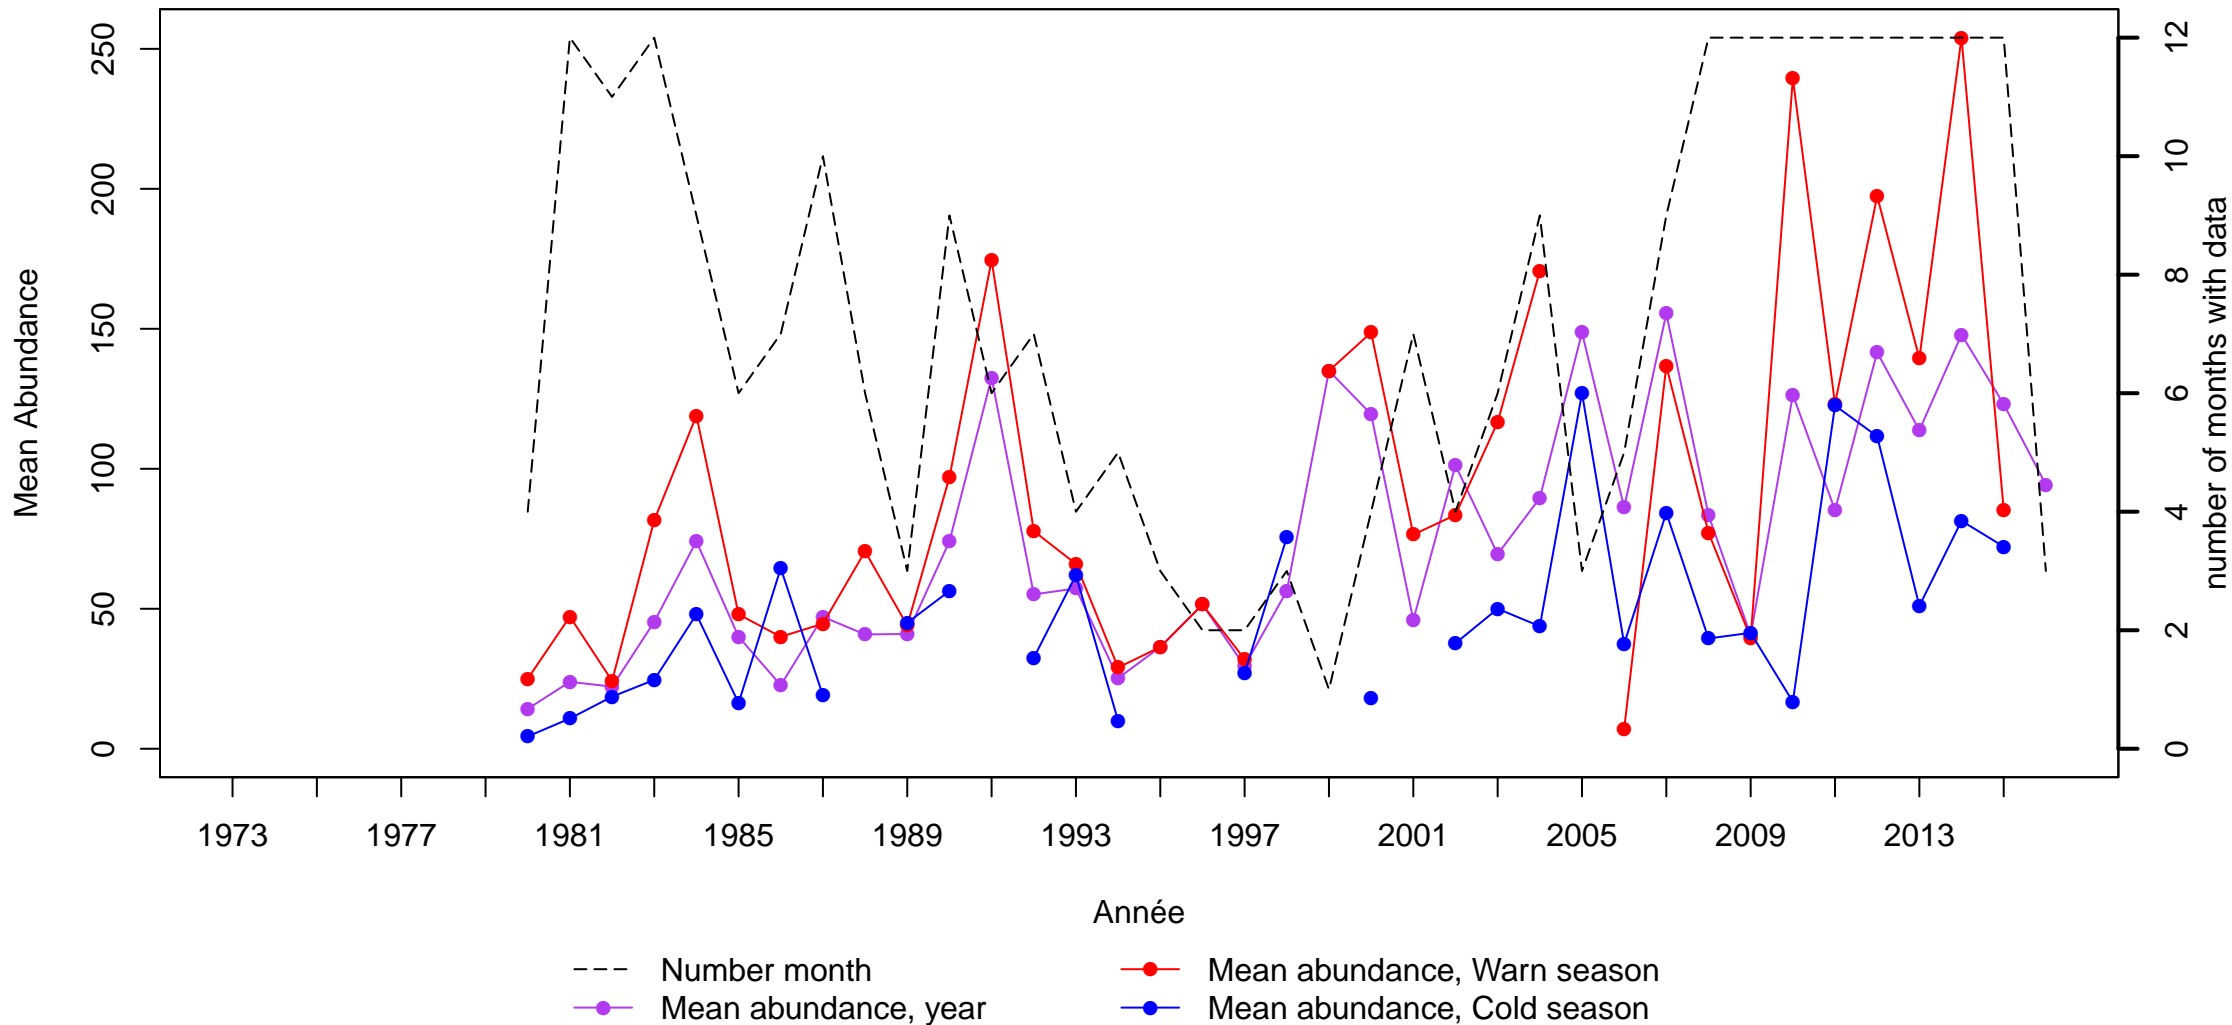 250
200
150
100
50
0
Mean Abundance
12
10
8
6
4
2
0
number of months with data
1973 1977 1981 1985 1989 1993 1997 2001 2005 2009 2013
Année
Number month
Mean abundance, year
Mean abundance, Warn season
Mean abundance, Cold season